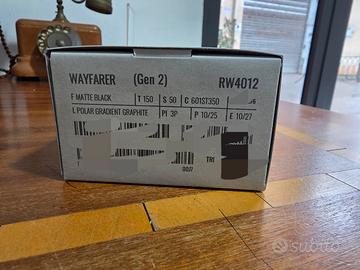 WAYFARER (Gen 2) RW4012
F MATTE BLACK T 150 S 50 C 601ST350
L POLAR GRADIENT GRAPHITE PI 3P P 10/25 E 10/27
TRI
subito